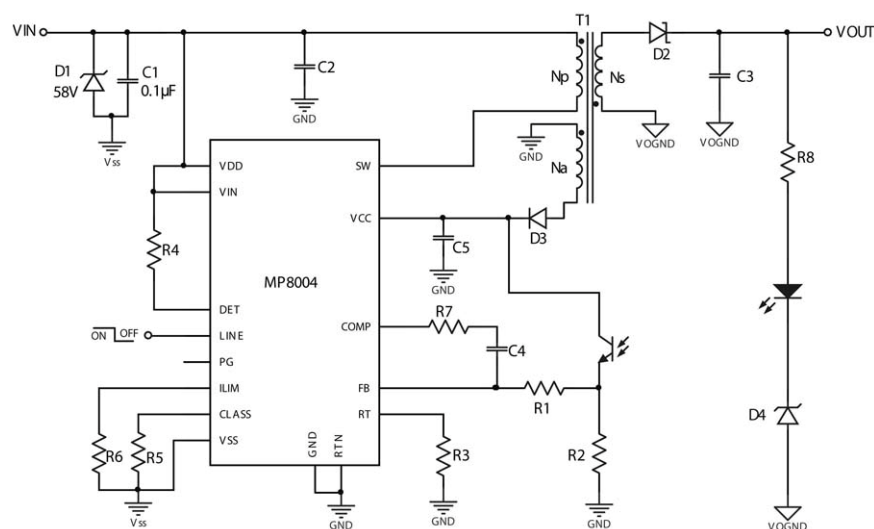 T1
VIN
VOUT
D2
D1
58V
C1
0.1µF
C2
Np
Ns
C3
GND
VOGND
VOGND
Vss
GND
R8
VDD
SW
Na
VIN
VCC
D3
R4
C5
MP8004
GND
DET
R7
COMP
ON
OFF
LINE
C4
PG
ILIM
FB
R1
CLASS
RT
D4
VSS
GND
RTN
R6
R5
R3
R2
Vss
GND
GND
GND
VOGND